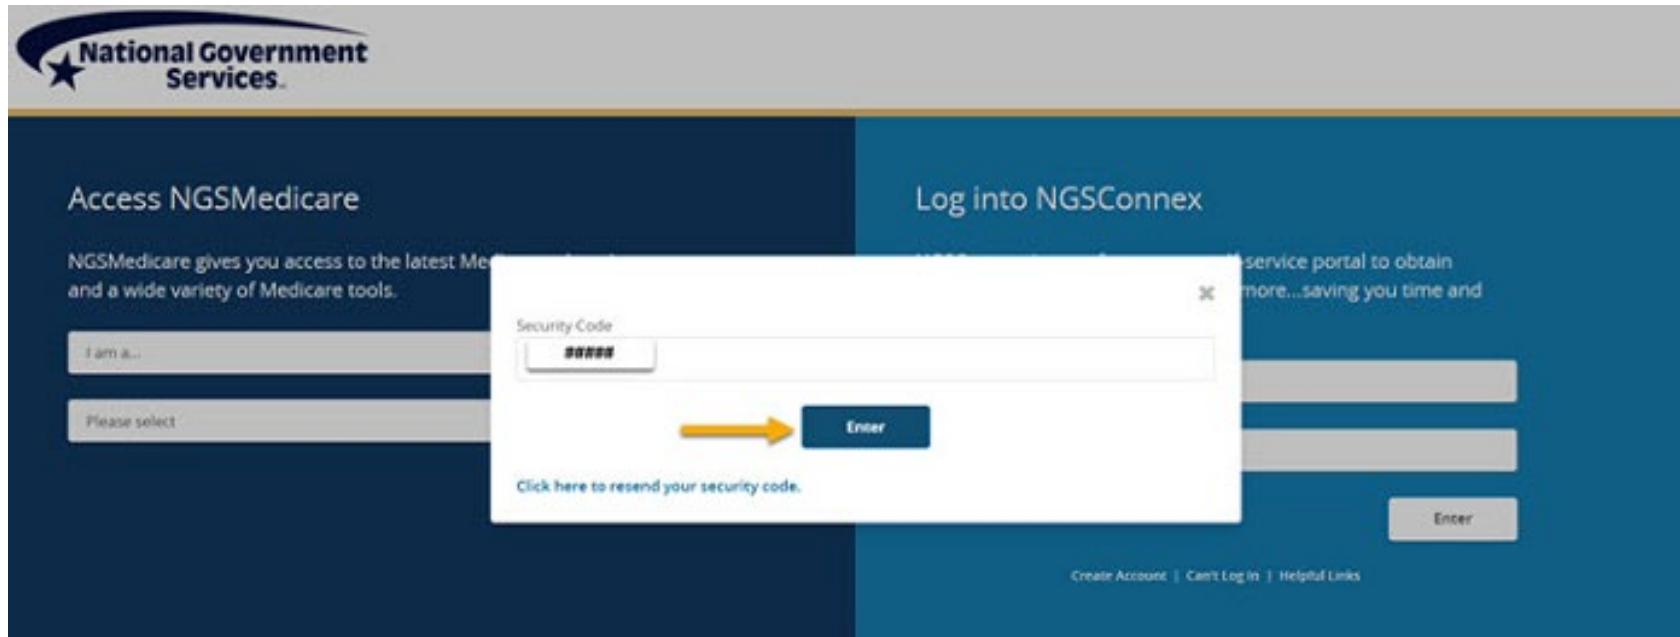 National Government
Services
Access NGSMedicare
NGSMedicare gives you access to the latest
and a wide variety of Medicare tools.
I am a...
Please select
Log into NGSConnex
service portal to obtain
more...saving you time and
Enter
Create Account | Can't Log In | Helpful Links
Security Code
#####
Enter
Click here to resend your security code.